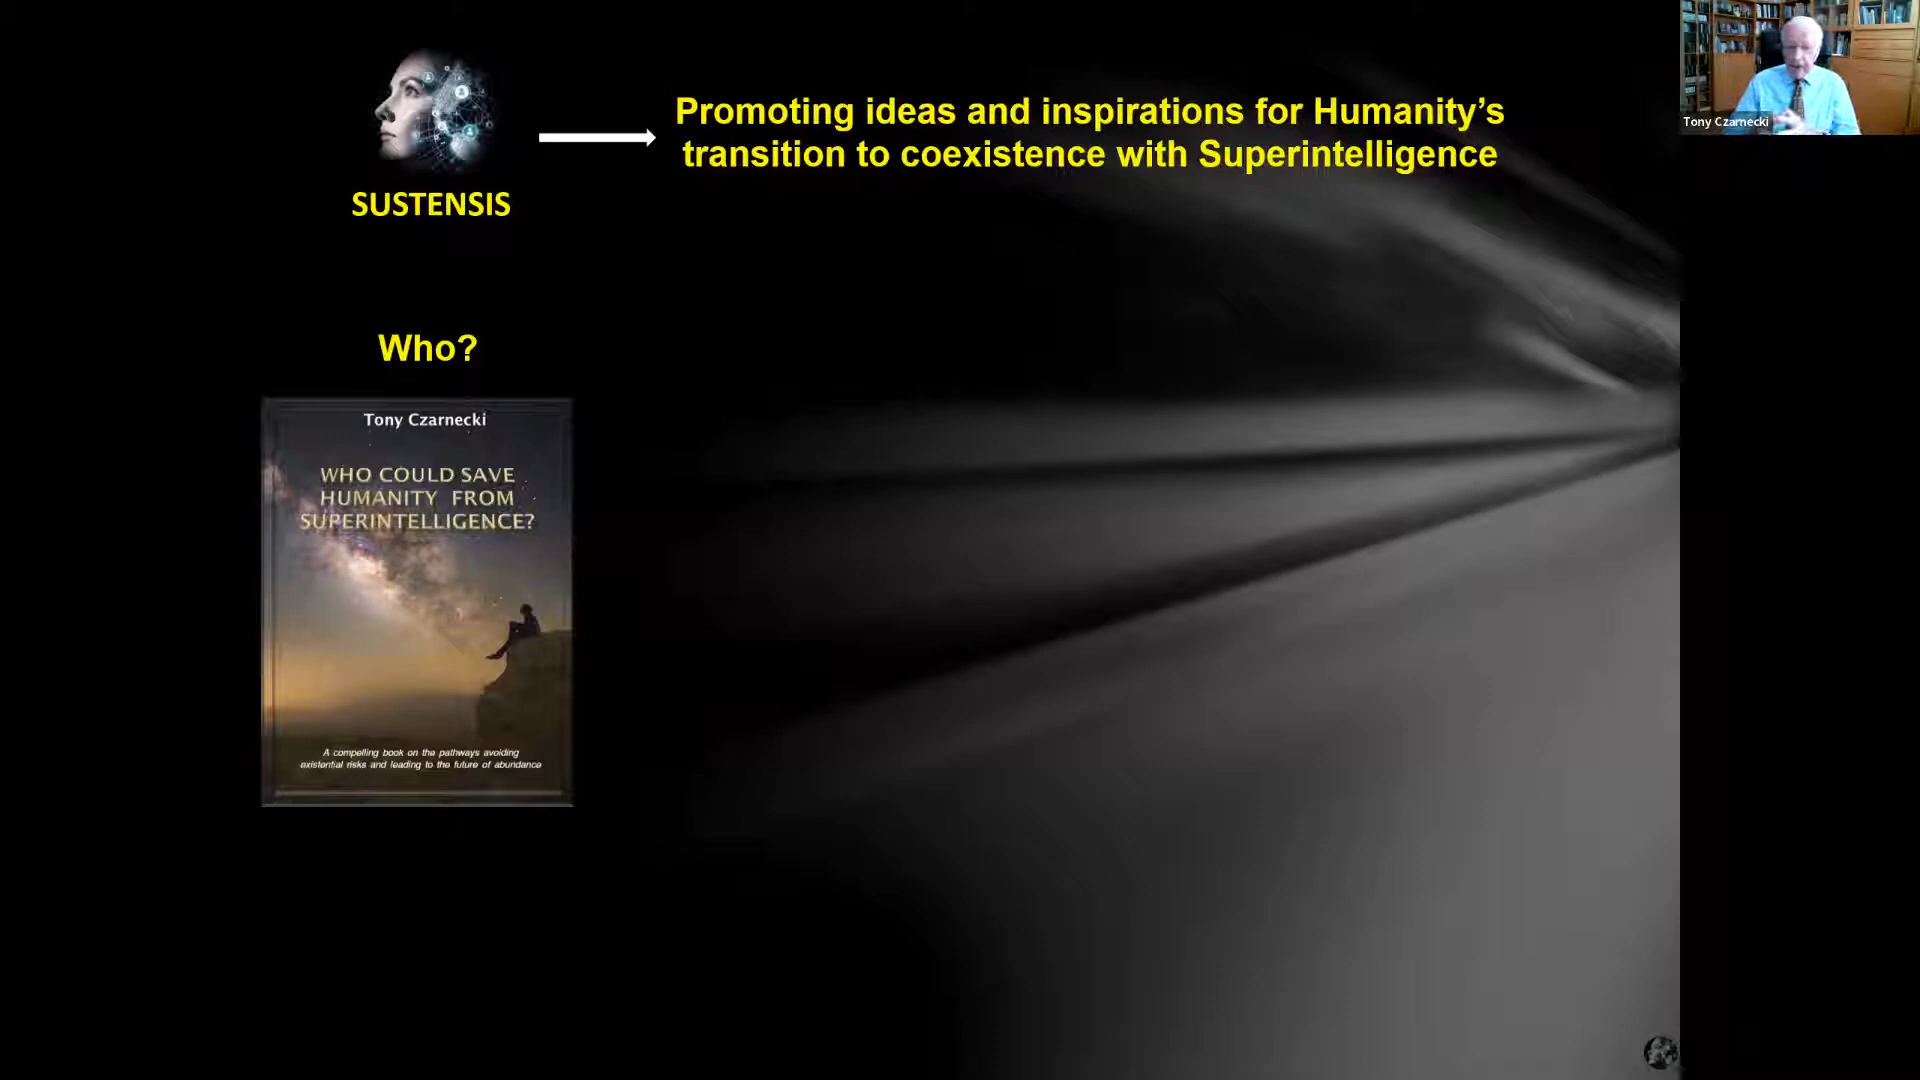 Promoting ideas and inspirations for Humanity’s
transition to coexistence with Superintelligence
Tony Czarnecki
SUSTENSIS
Who?
Tony Czarnecki
WHO COULD SAVE
HUMANITY FROM
SUPERINTELLIGENCE?
A compelling book on the pathways avoiding
existential risks and leading to the future of abundance